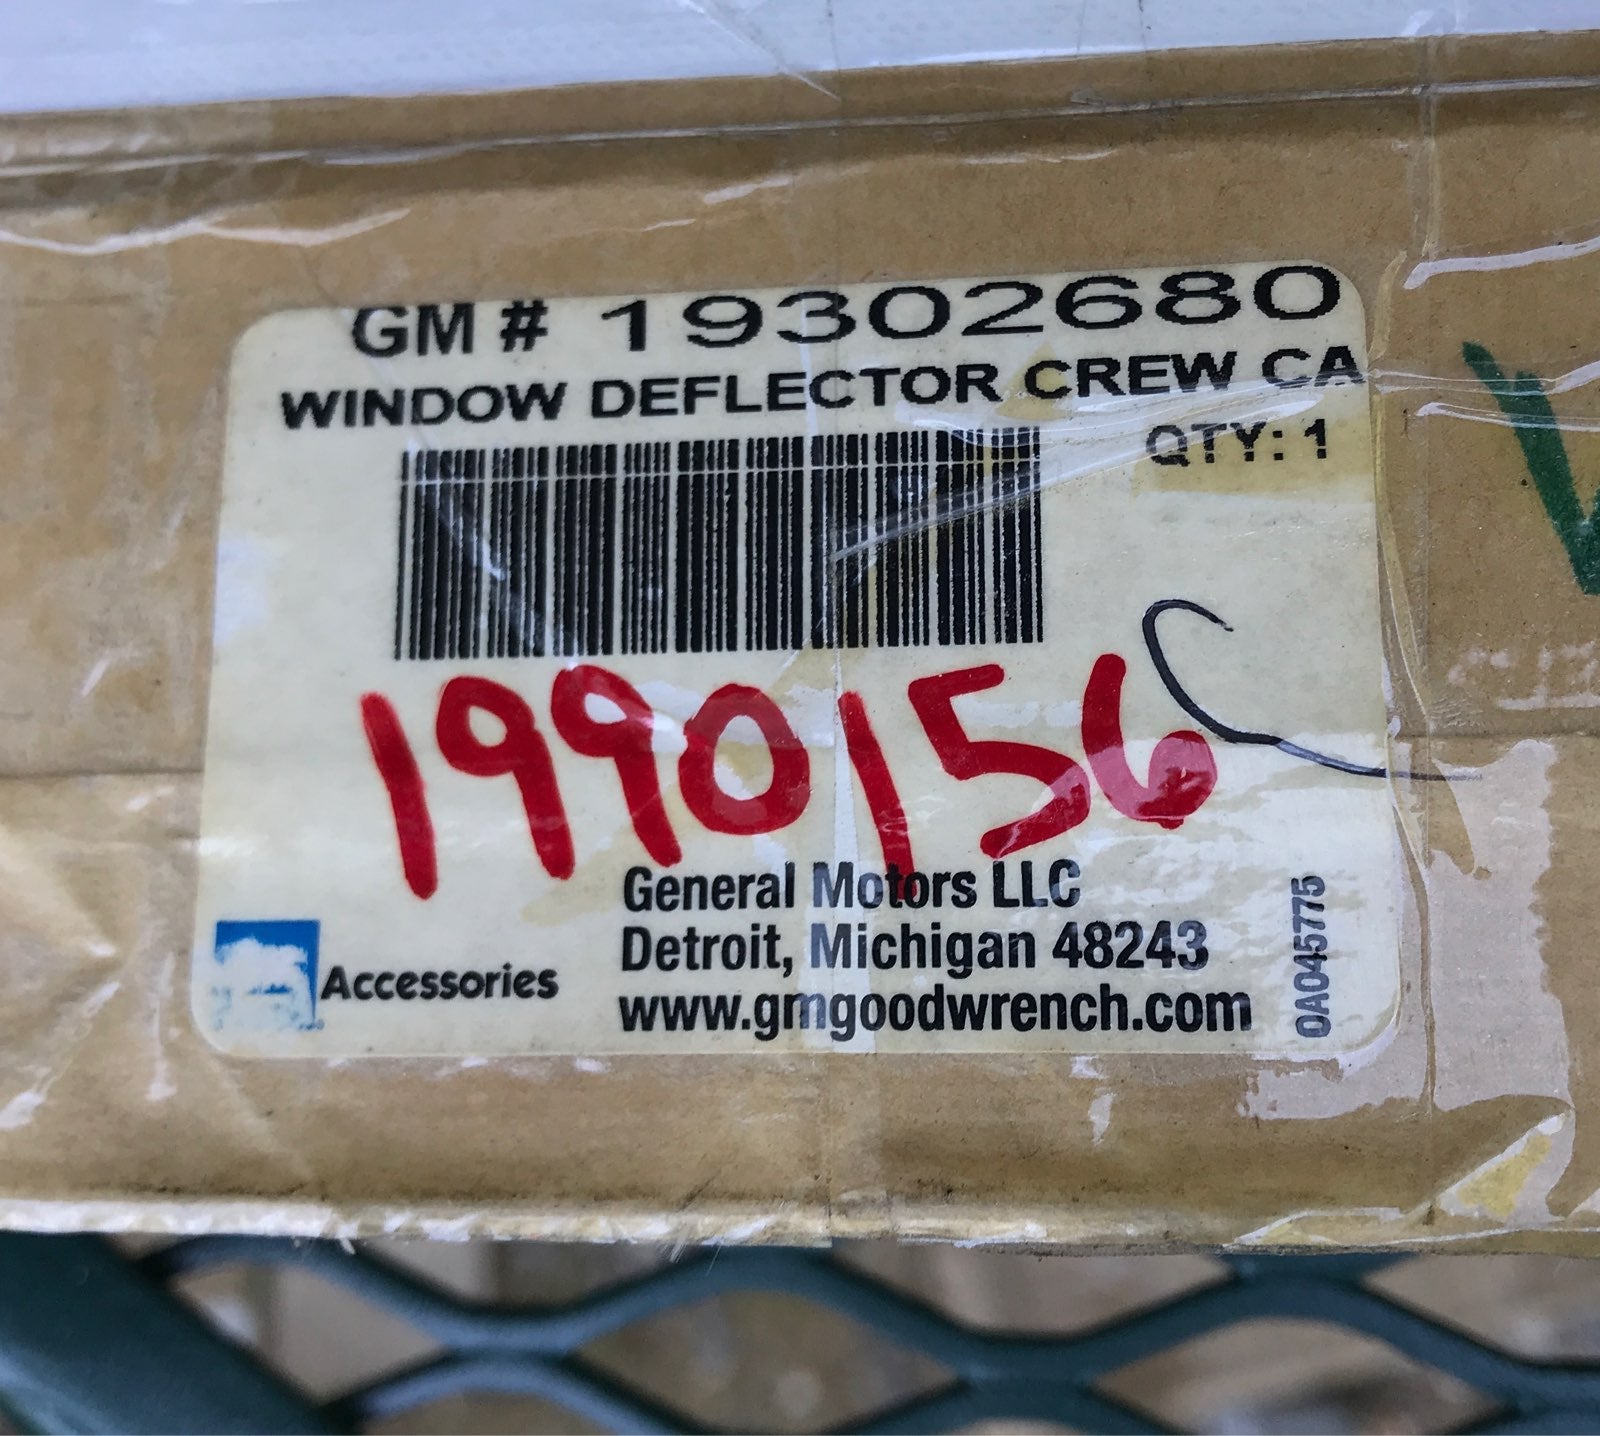 GM # 19302680
WINDOW DEFLECTOR CREW CA
QTY: 1
1990156
General Motors LLC
Detroit, Michigan 48243
www.gmgoodwrench.com
Accessories
0A045775